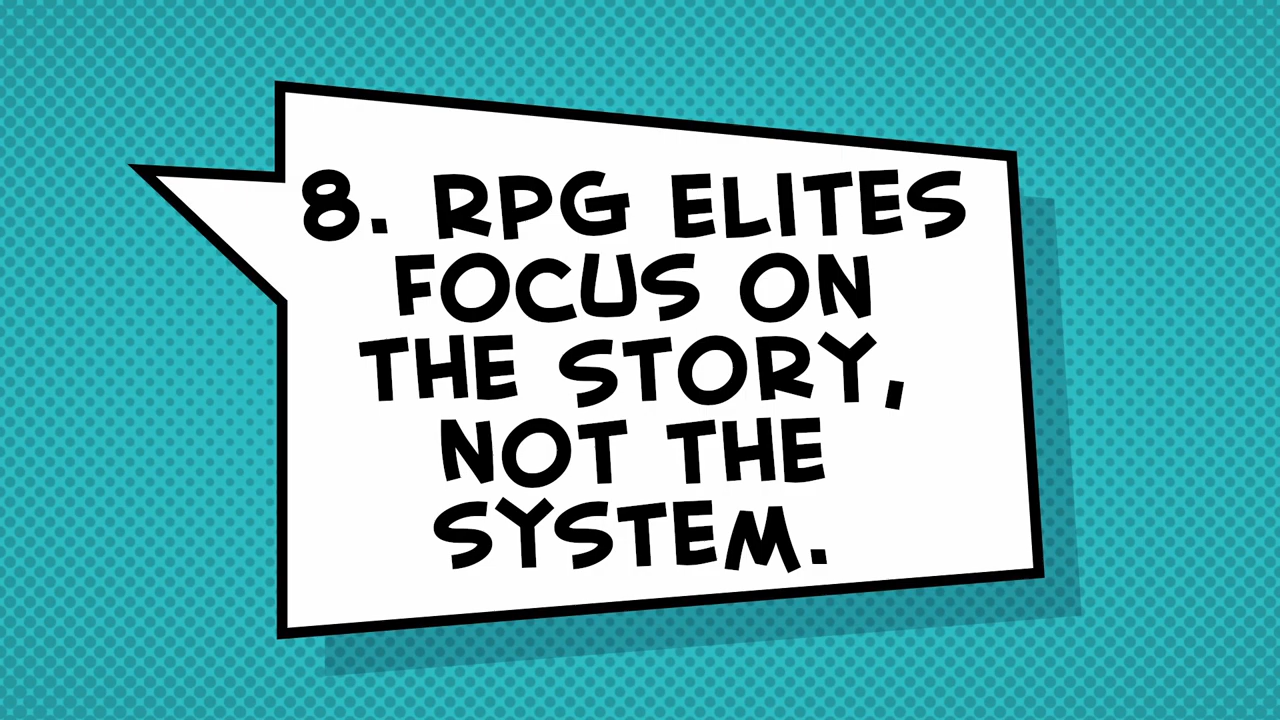 8. RPG ELITES
FOCUS ON
THE STORY,
NOT THE
SYSTEM.